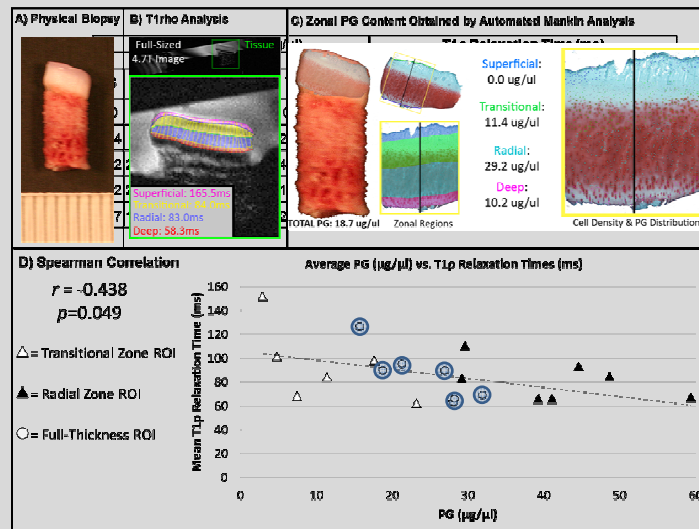 A) Physical Biopsy
B) T1rho Analysis
C) Zonal PG Content Obtained by Automated Mankin Analysis
Full-Sized
4.7T Image
Tissue
Superficial: 165.5ms
Transitional: 84.0ms
Radial: 83.0ms
Deep: 58.3ms
TOTAL PG: 18.7 ug/ul
Zonal Regions
Superficial:
0.0 ug/ul
Transitional:
11.4 ug/ul
Radial:
29.2 ug/ul
Deep:
10.2 ug/ul
Cell Density & PG Distribution
D) Spearman Correlation
r = -0.438
p=0.049
△ = Transitional Zone ROI
▲ = Radial Zone ROI
○ = Full-Thickness ROI
Average PG (µg/µl) vs. T1ρ Relaxation Times (ms)
Mean T1ρ Relaxation Time (ms)
160
140
120
100
80
60
40
20
0
0 10 20 30 40 50 60
PG (µg/µl)